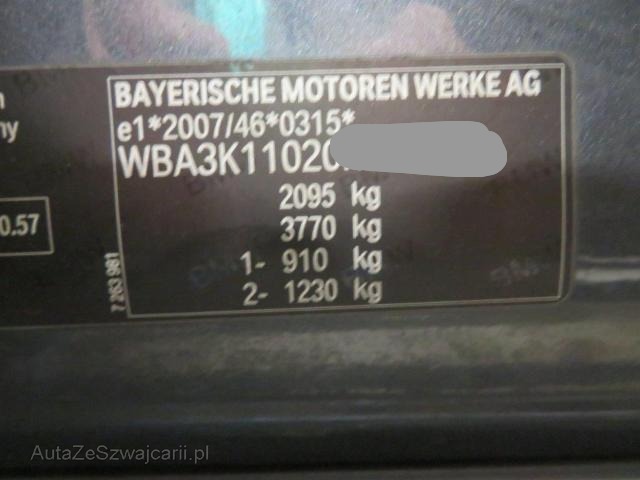 BAYERISCHE MOTOREN WERKE AG
e1*2007/46*0315*
WBA3K11020
2095 kg
3770 kg
1- 910 kg
2- 1230 kg
7 263 981
0.57
AutaZeSzwajcarii.pl